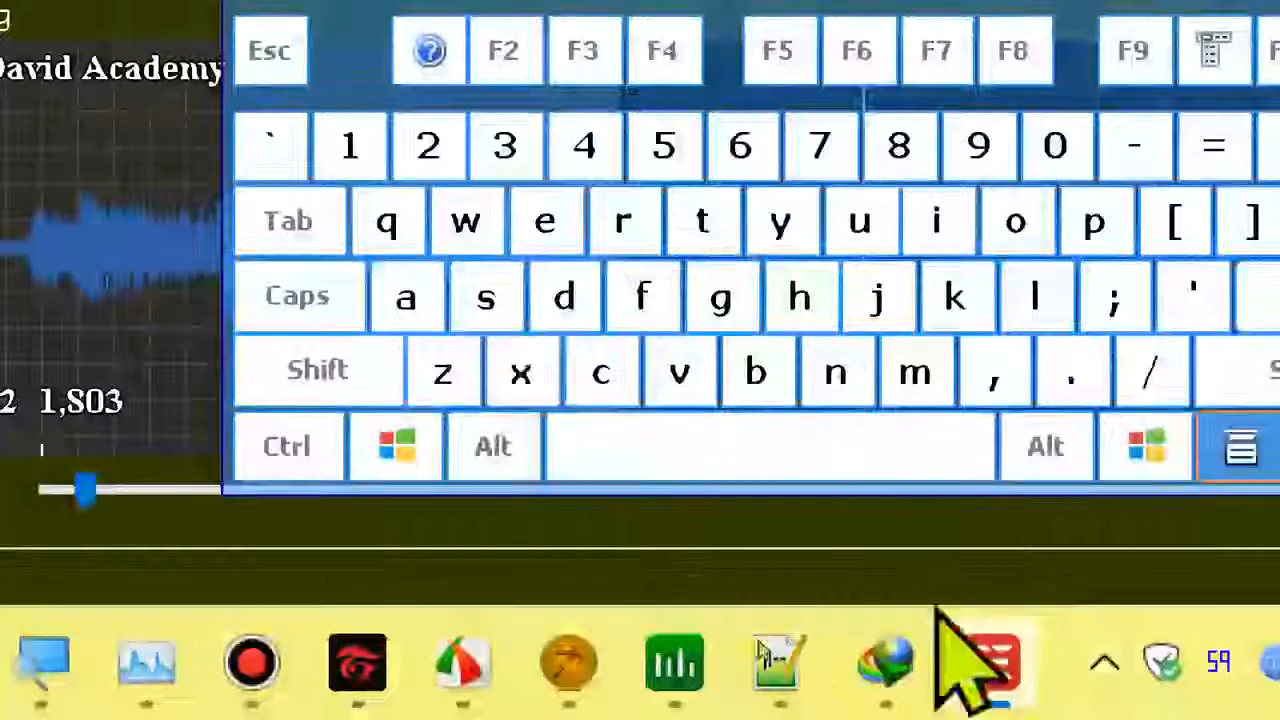 David Academy
Esc F2 F3 F4 F5 F6 F7 F8 F9
` 1 2 3 4 5 6 7 8 9 0 - =
Tab q w e r t y u i o p [ ]
Caps a s d f g h j k l ; '
Shift z x c v b n m , . /
2 1,803
Ctrl Alt Alt
59